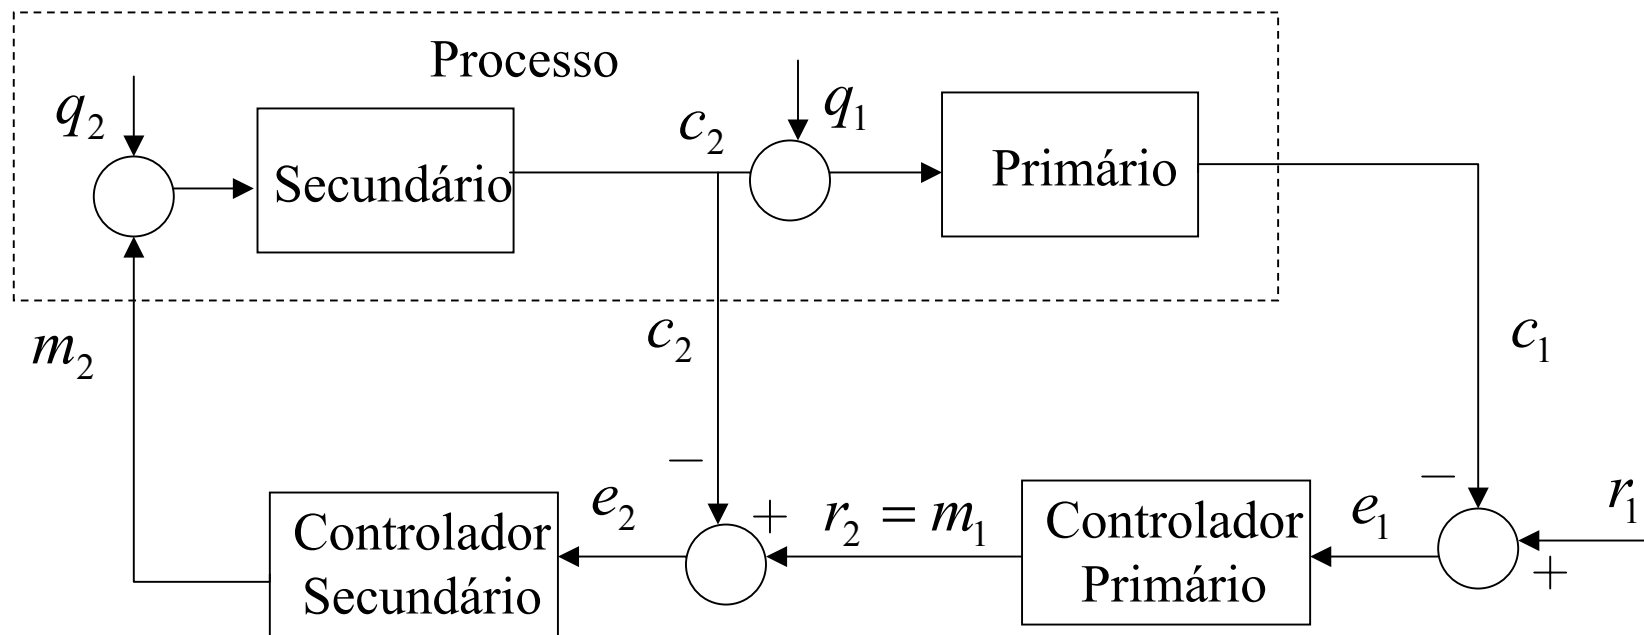 Processo
q₂
Secundário
c₂
q₁
Primário
m₂
c₂
c₁
−
−
Controlador
Secundário
e₂
+
r₂ = m₁
Controlador
Primário
e₁
r₁
+